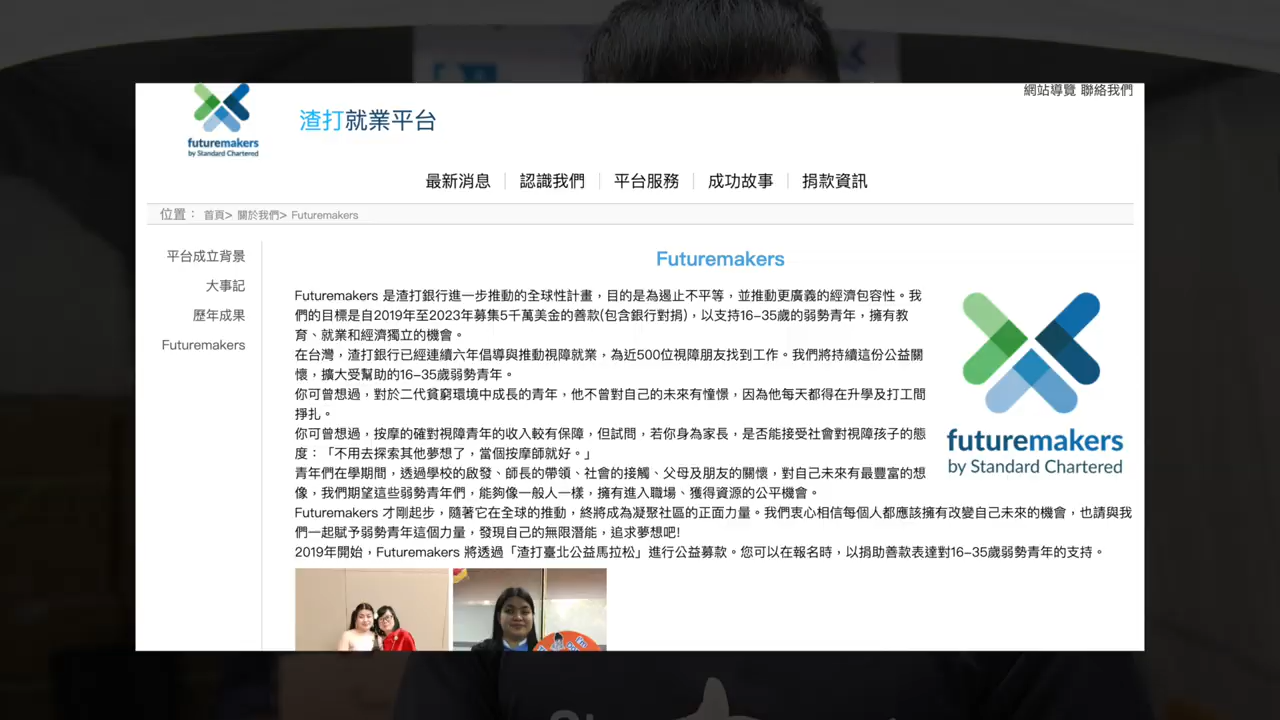 網站導覽 聯絡我們
futuremakers
by Standard Chartered
渣打就業平台
最新消息 認識我們 平台服務 成功故事 捐款資訊
位置： 首頁> 關於我們> Futuremakers
平台成立背景
大事記
歷年成果
Futuremakers
Futuremakers
Futuremakers 是渣打銀行進一步推動的全球性計畫，目的是為遏止不平等，並推動更廣義的經濟包容性。我
們的目標是自2019年至2023年募集5千萬美金的善款(包含銀行對捐)，以支持16-35歲的弱勢青年，擁有教
育、就業和經濟獨立的機會。
在台灣，渣打銀行已經連續六年倡導與推動視障就業，為近500位視障朋友找到工作。我們將持續這份公益關
懷，擴大受幫助的16-35歲弱勢青年。
你可曾想過，對於二代貧窮環境中成長的青年，他不曾對自己的未來有憧憬，因為他每天都得在升學及打工間
掙扎。
你可曾想過，按摩的確對視障青年的收入較有保障，但試問，若你身為家長，是否能接受社會對視障孩子的態
度：「不用去探索其他夢想了，當個按摩師就好。」
青年們在學期間，透過學校的啟發、師長的帶領、社會的接觸、父母及朋友的關懷，對自己未來有最豐富的想
像，我們期望這些弱勢青年們，能夠像一般人一樣，擁有進入職場、獲得資源的公平機會。
Futuremakers 才剛起步，隨著它在全球的推動，終將成為凝聚社區的正面力量。我們衷心相信每個人都應該擁有改變自己未來的機會，也請與我
們一起賦予弱勢青年這個力量，發現自己的無限潛能，追求夢想吧!
2019年開始，Futuremakers 將透過「渣打臺北公益馬拉松」進行公益募款。您可以在報名時，以捐助善款表達對16-35歲弱勢青年的支持。
futuremakers
by Standard Chartered